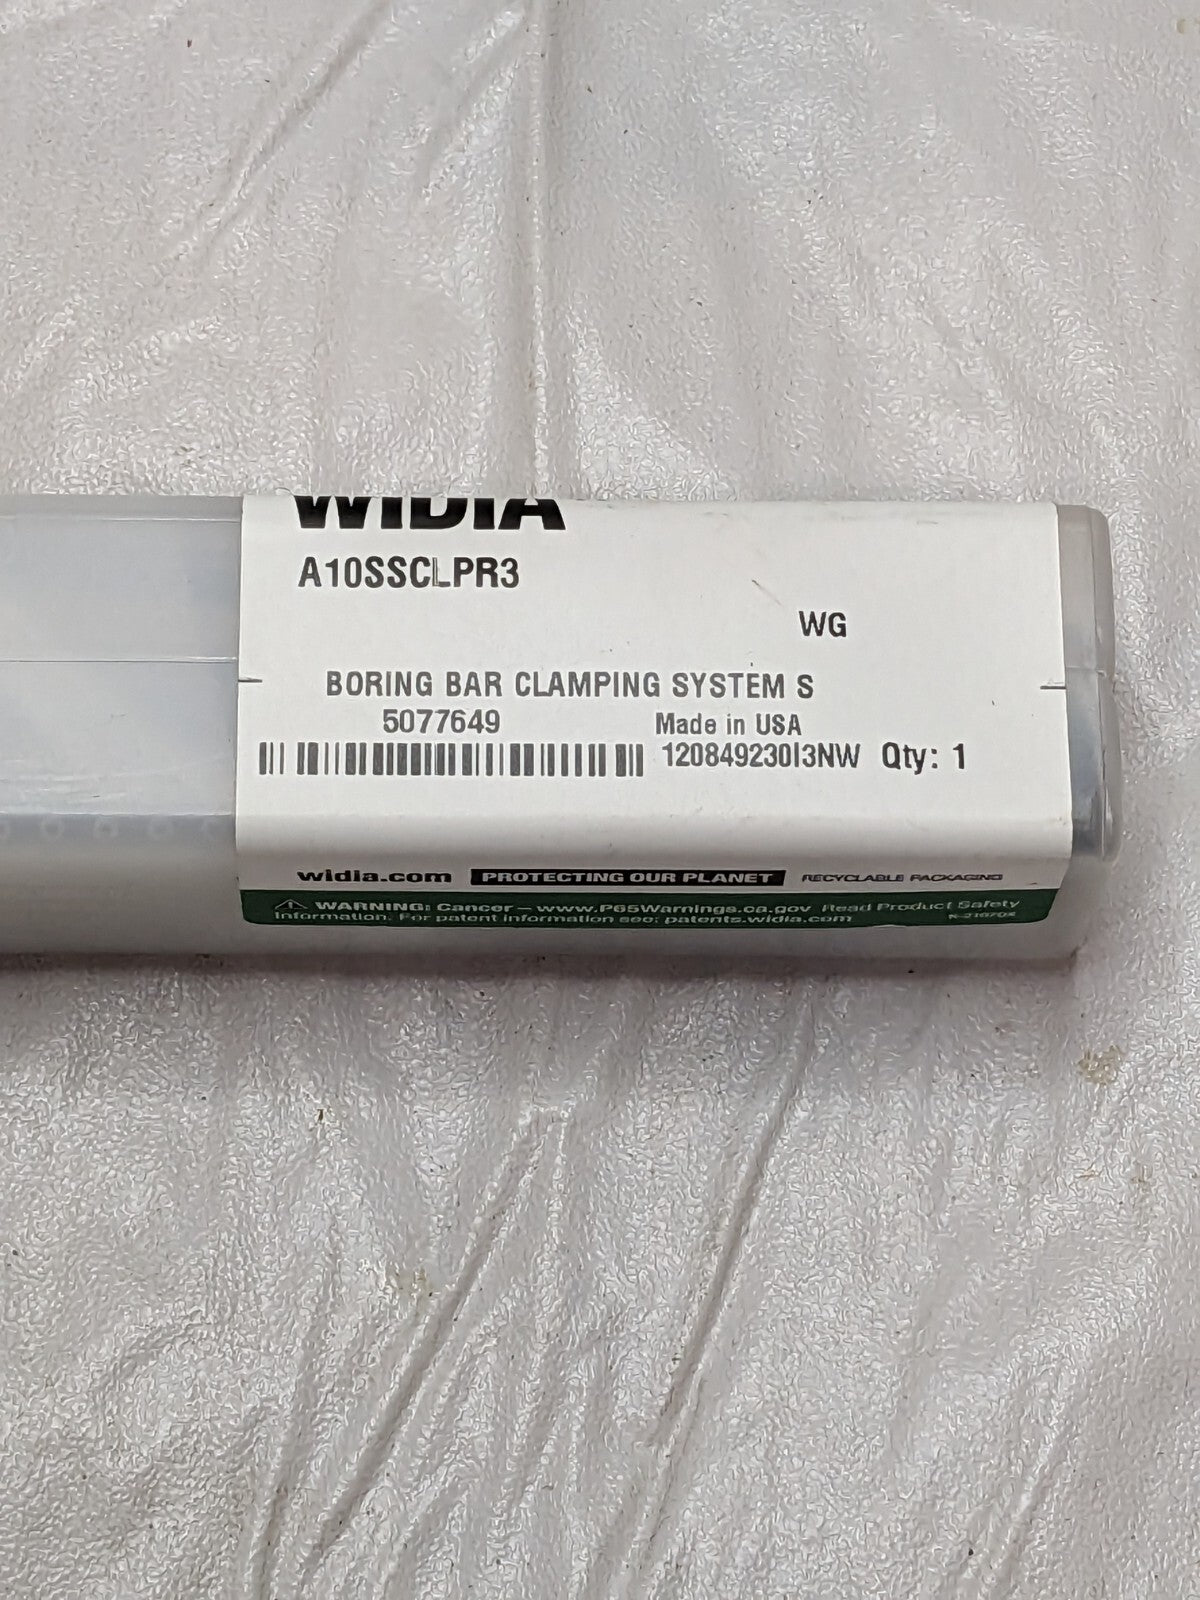 WIDIA
A10SSCLPR3
WG
BORING BAR CLAMPING SYSTEM S
5077649 Made in USA
120849230I3NW Qty: 1
widia.com PROTECTING OUR PLANET RECYCLABLE PACKAGING
WARNING: Cancer – www.P65Warnings.ca.gov Read Product Safety
Information. For patent information see: patents.widia.com